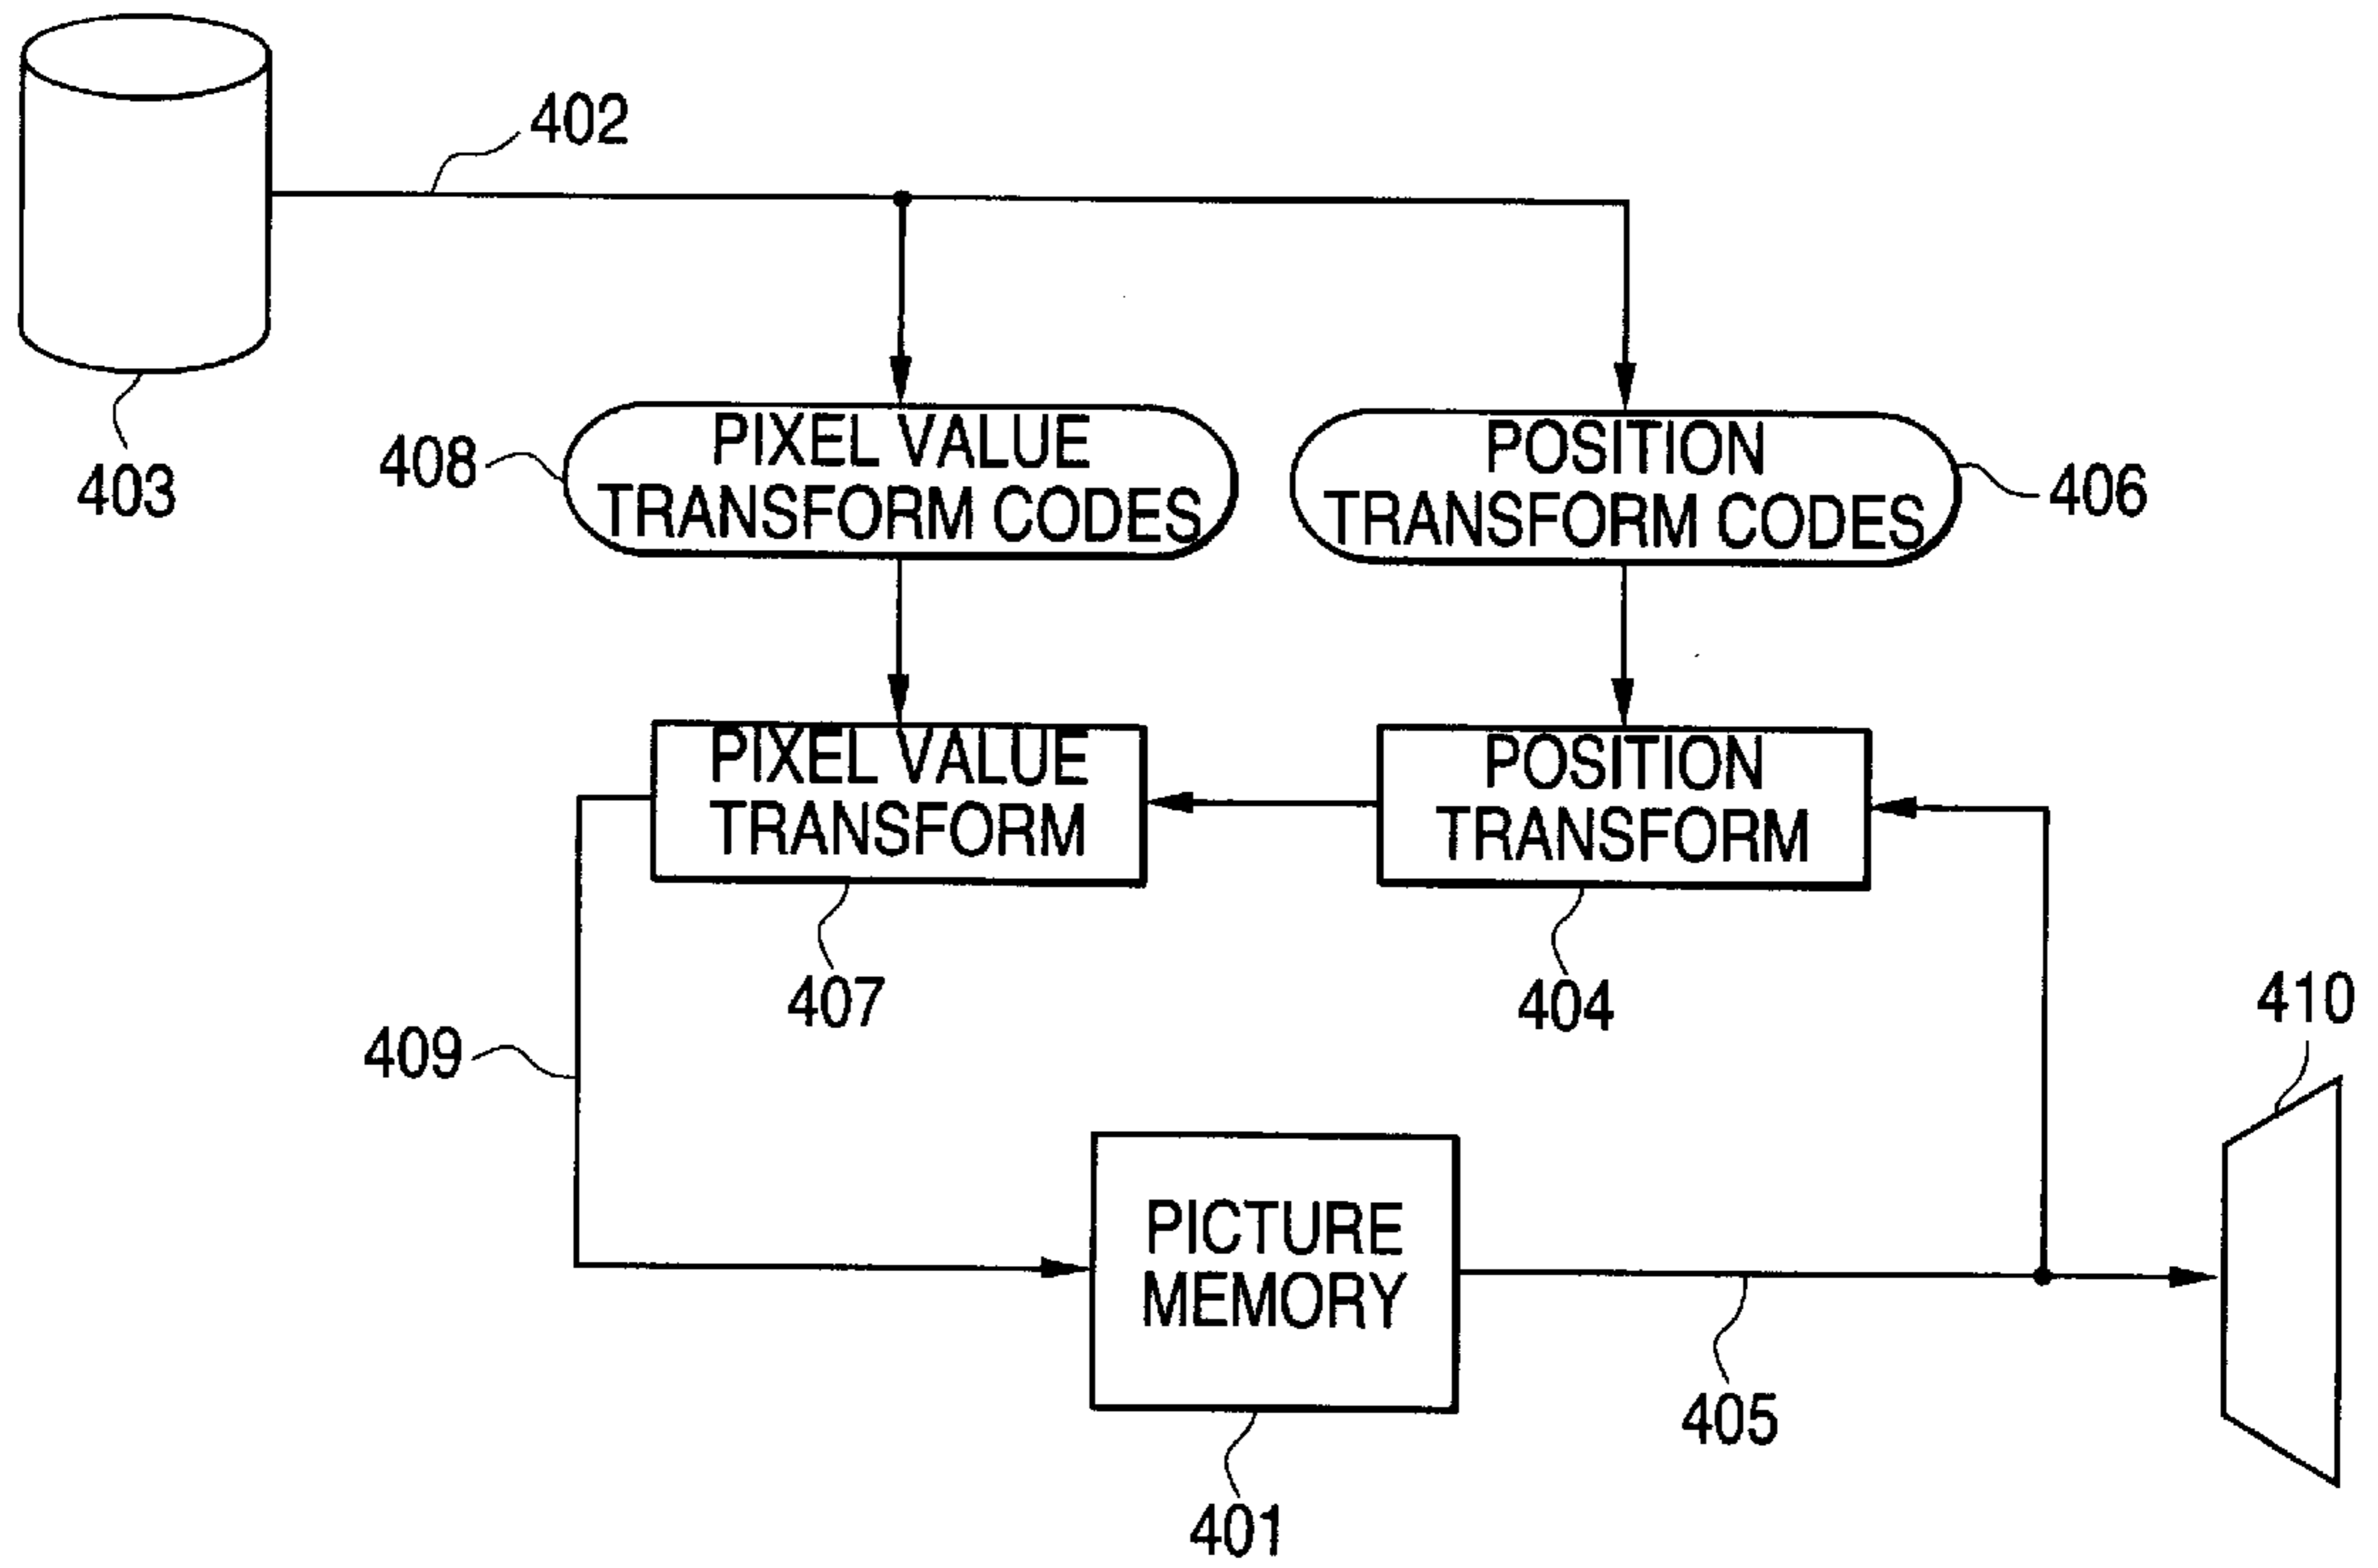 402
403
408
PIXEL VALUE
TRANSFORM CODES
POSITION
TRANSFORM CODES
406
PIXEL VALUE
TRANSFORM
POSITION
TRANSFORM
407
404
410
409
PICTURE
MEMORY
405
401